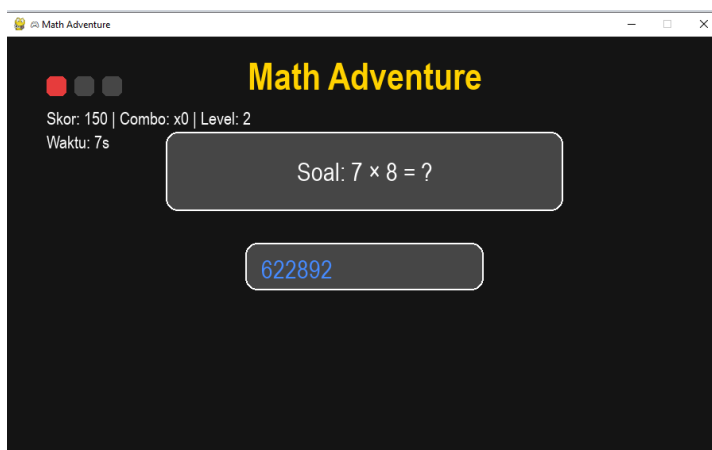 Math Adventure
Math Adventure
Skor: 150 | Combo: x0 | Level: 2
Waktu: 7s
Soal: 7 × 8 = ?
622892